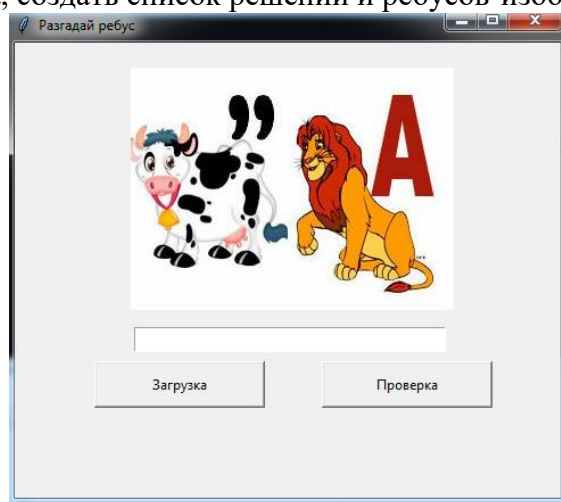 , создать список решений и ребусов-изоб
Разгадай ребус
,,
А
Загрузка
Проверка